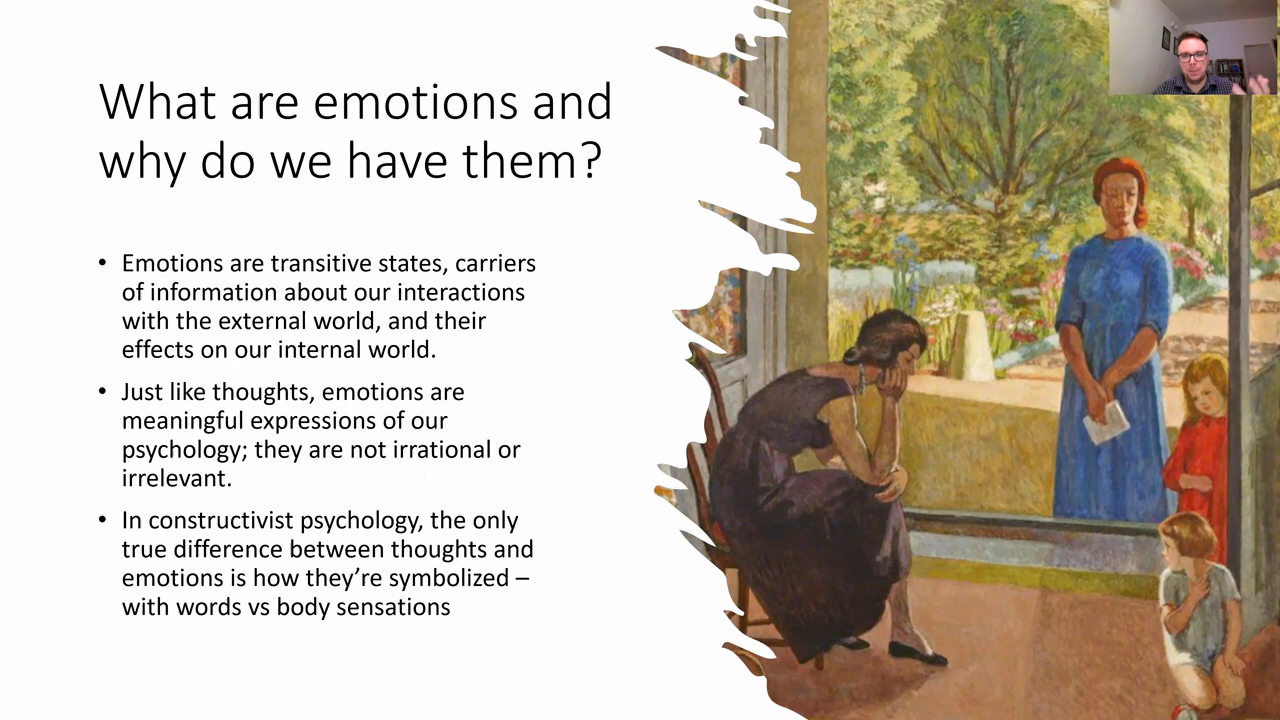 What are emotions and
why do we have them?
• Emotions are transitive states, carriers
of information about our interactions
with the external world, and their
effects on our internal world.
• Just like thoughts, emotions are
meaningful expressions of our
psychology; they are not irrational or
irrelevant.
• In constructivist psychology, the only
true difference between thoughts and
emotions is how they’re symbolized –
with words vs body sensations